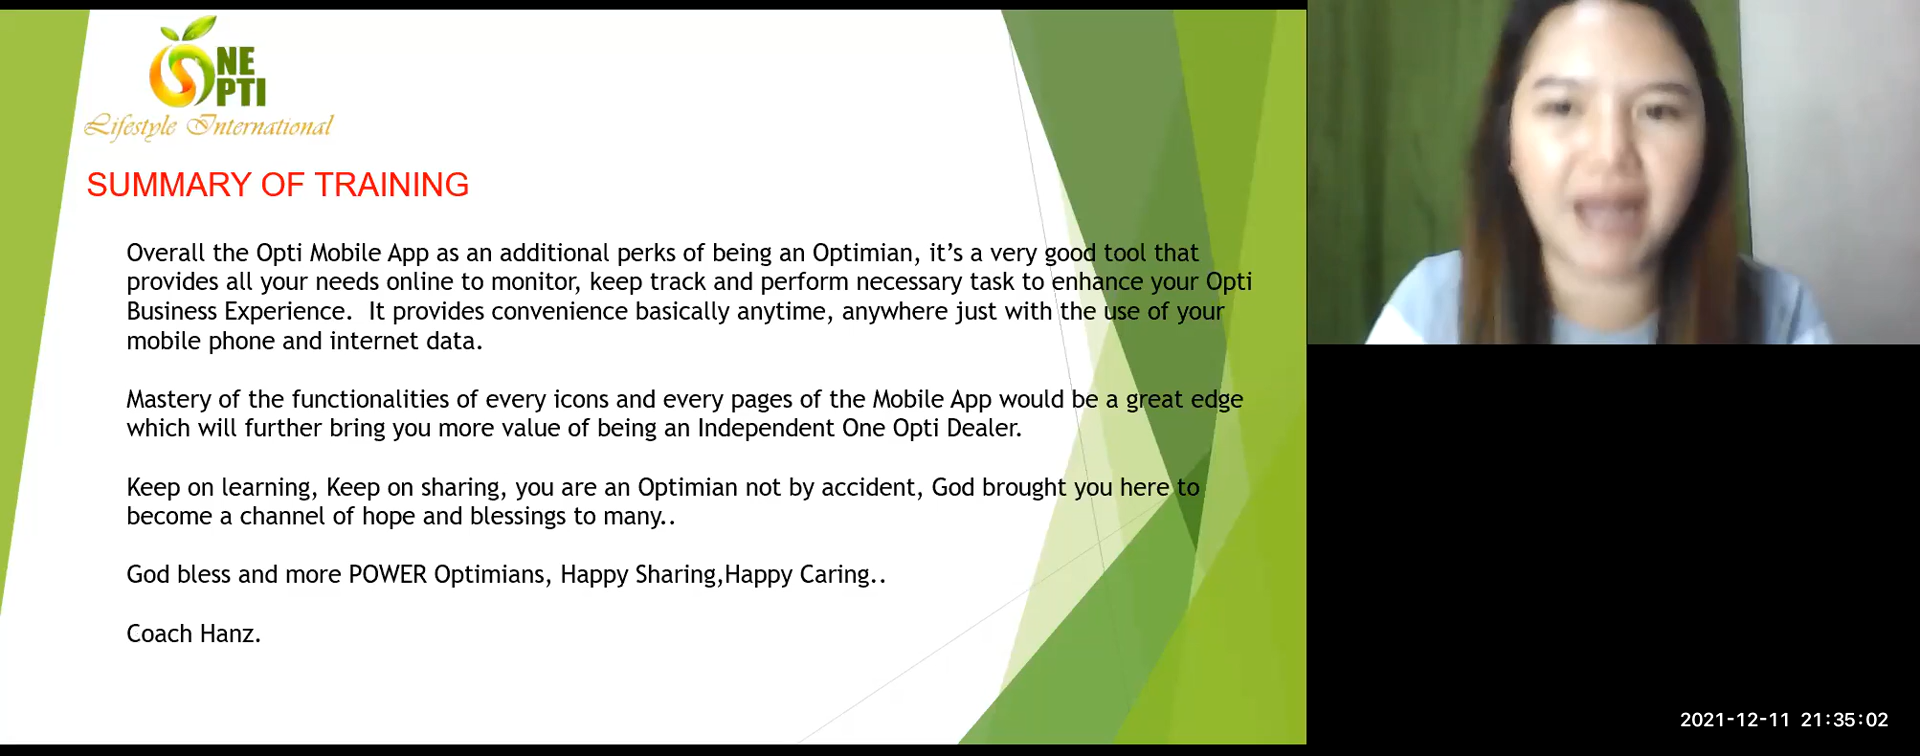 ONE
OPTI
Lifestyle International
SUMMARY OF TRAINING
Overall the Opti Mobile App as an additional perks of being an Optimian, it’s a very good tool that
provides all your needs online to monitor, keep track and perform necessary task to enhance your Opti
Business Experience.  It provides convenience basically anytime, anywhere just with the use of your
mobile phone and internet data.
Mastery of the functionalities of every icons and every pages of the Mobile App would be a great edge
which will further bring you more value of being an Independent One Opti Dealer.
Keep on learning, Keep on sharing, you are an Optimian not by accident, God brought you here to
become a channel of hope and blessings to many..
God bless and more POWER Optimians, Happy Sharing,Happy Caring..
Coach Hanz.
2021-12-11 21:35:02